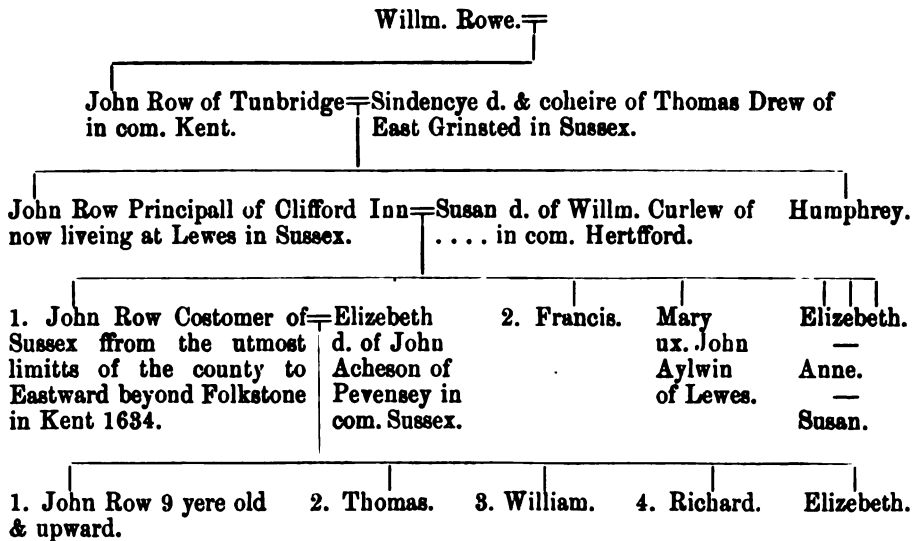 Willm. Rowe.
John Row of Tunbridge
in com. Kent.
Sindencye d. & coheire of Thomas Drew of
East Grinsted in Sussex.
John Row Principall of Clifford Inn
now liveing at Lewes in Sussex.
Susan d. of Willm. Curlew of
. . . . in com. Hertfford.
Humphrey.
1. John Row Costomer of
Sussex ffrom the utmost
limitts of the county to
Eastward beyond Folkstone
in Kent 1634.
Elizebeth
d. of John
Acheson of
Pevensey in
com. Sussex.
2. Francis.
Mary
ux. John
Aylwin
of Lewes.
Elizebeth.
—
Anne.
—
Susan.
1. John Row 9 yere old
& upward.
2. Thomas.
3. William.
4. Richard.
Elizebeth.